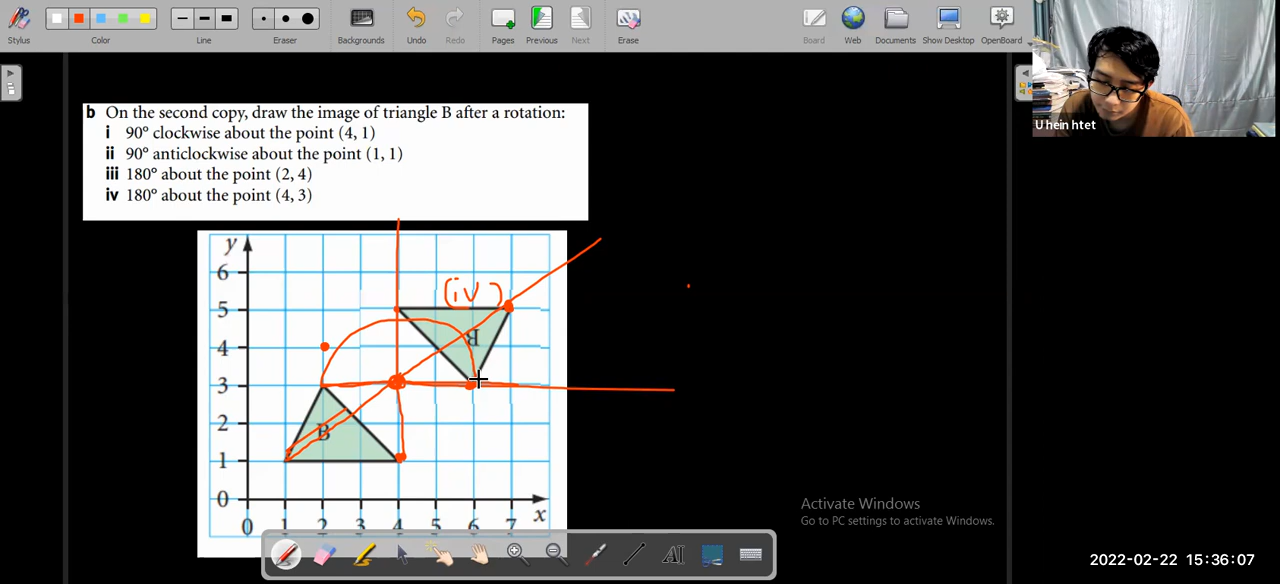 Stylus
Color
Line
Eraser
Backgrounds
Undo
Redo
Pages
Previous
Next
Erase
Board
Web
Documents
Show Desktop
OpenBoard
U hein htet
b On the second copy, draw the image of triangle B after a rotation:
i 90° clockwise about the point (4, 1)
ii 90° anticlockwise about the point (1, 1)
iii 180° about the point (2, 4)
iv 180° about the point (4, 3)
y
6
5
4
3
2
1
0
(iv)
B
B
0 1 2 3 4 5 6 7 x
AI
Activate Windows
Go to PC settings to activate Windows.
2022-02-22 15:36:07